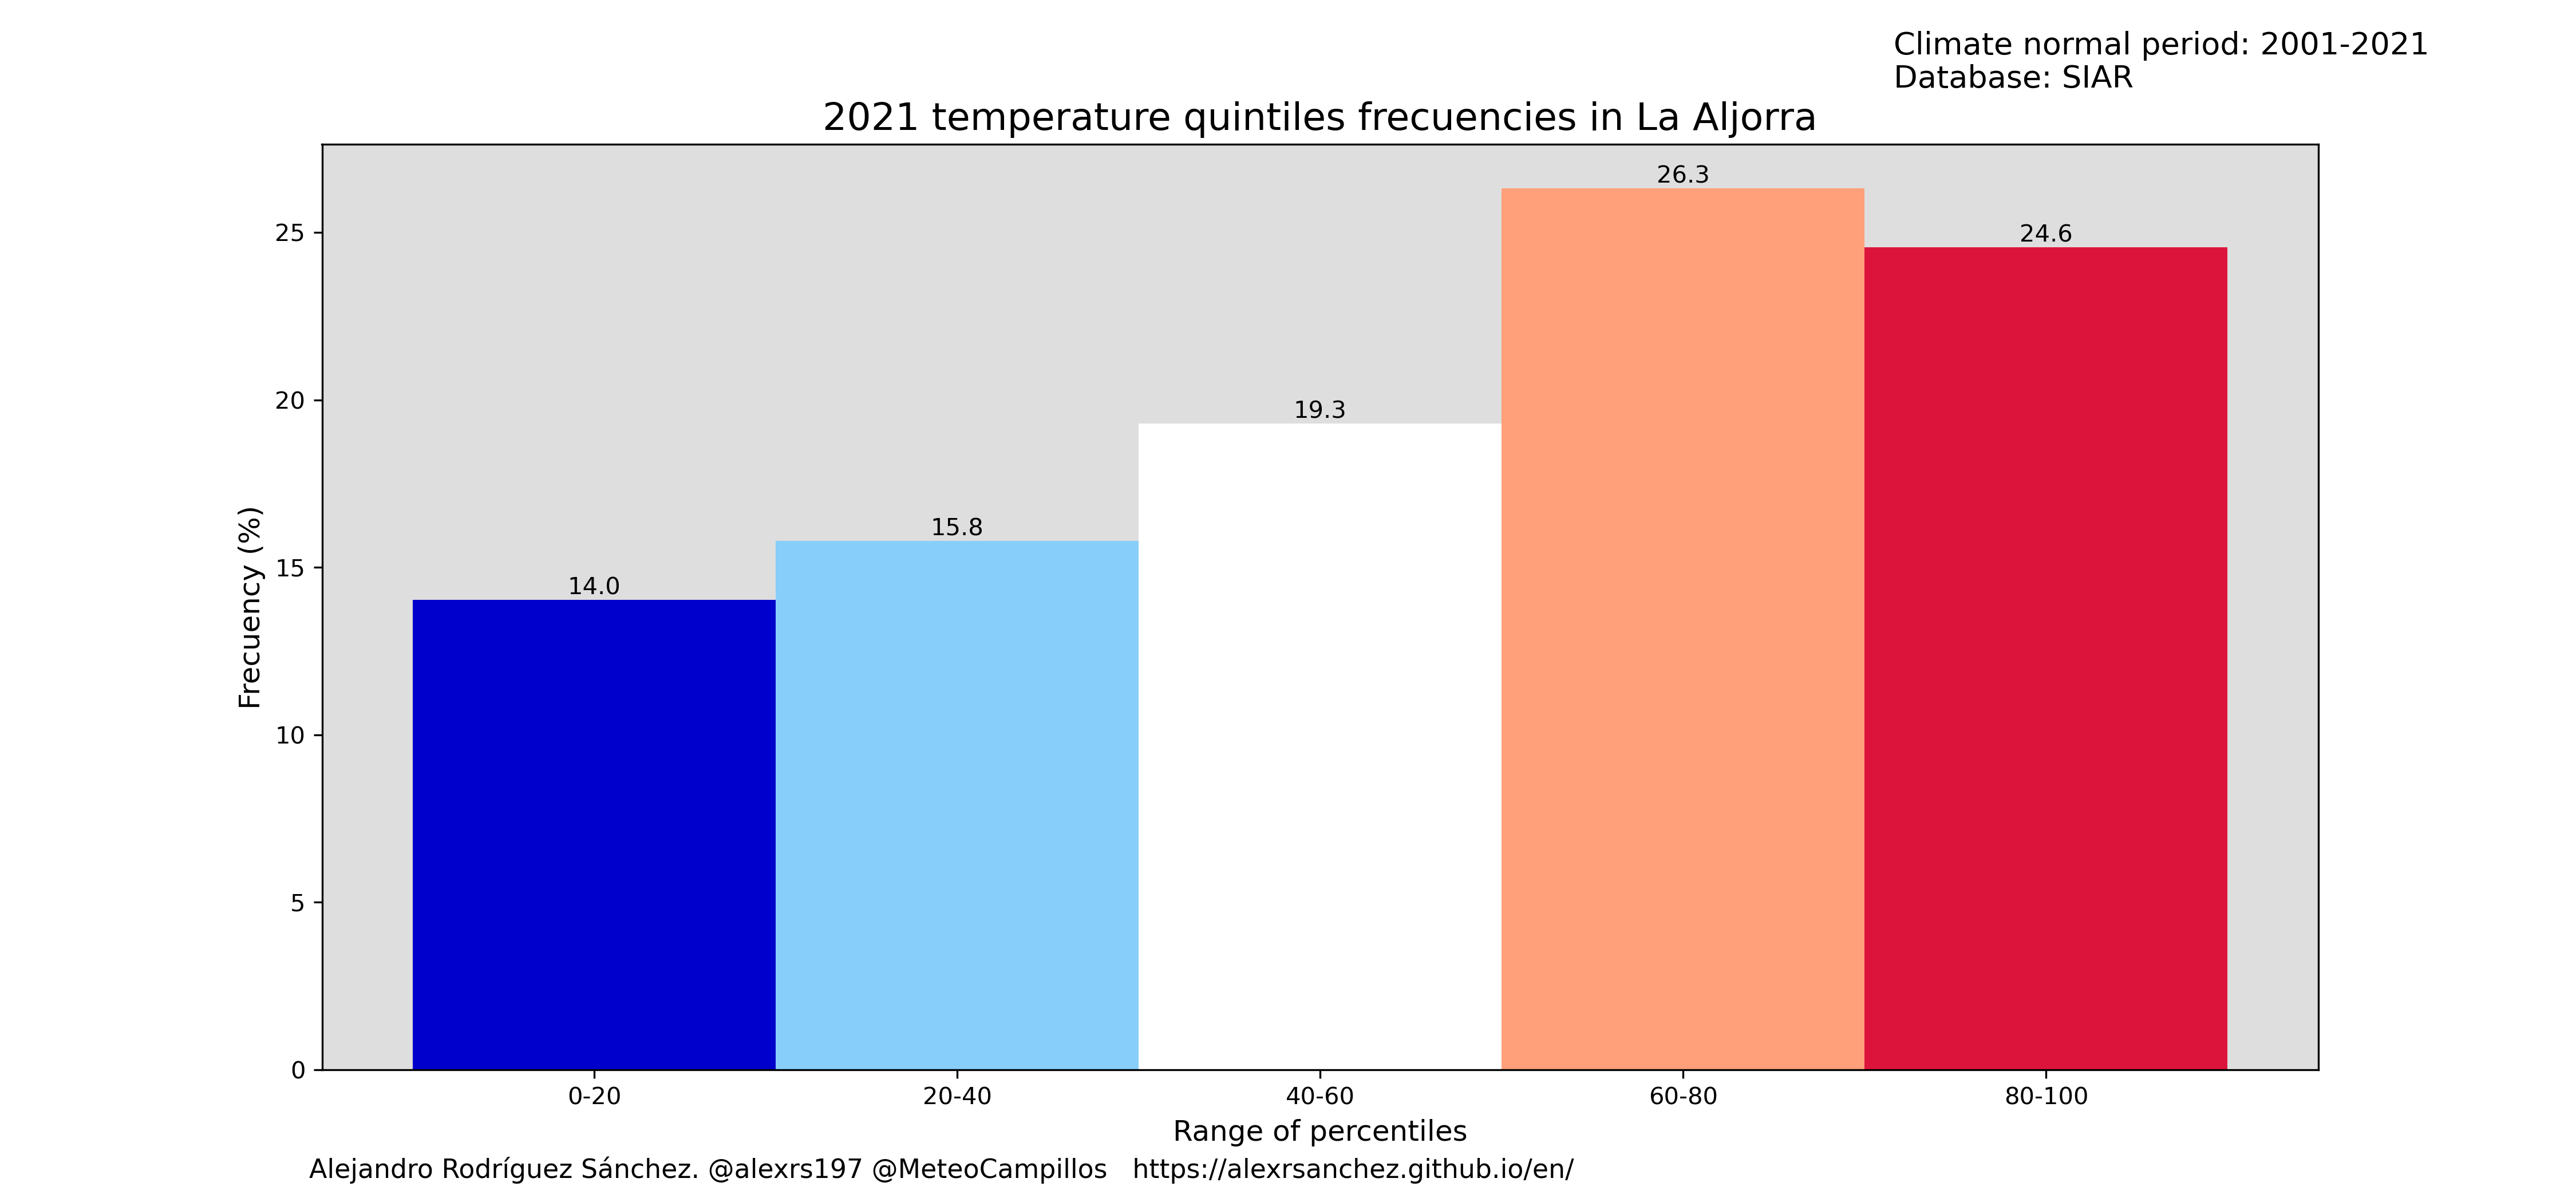 Climate normal period: 2001-2021
Database: SIAR
2021 temperature quintiles frecuencies in La Aljorra
26.3
24.6
19.3
15.8
14.0
25
20
15
10
5
0
Frecuency (%)
0-20 20-40 40-60 60-80 80-100
Range of percentiles
Alejandro Rodríguez Sánchez. @alexrs197 @MeteoCampillos https://alexrsanchez.github.io/en/